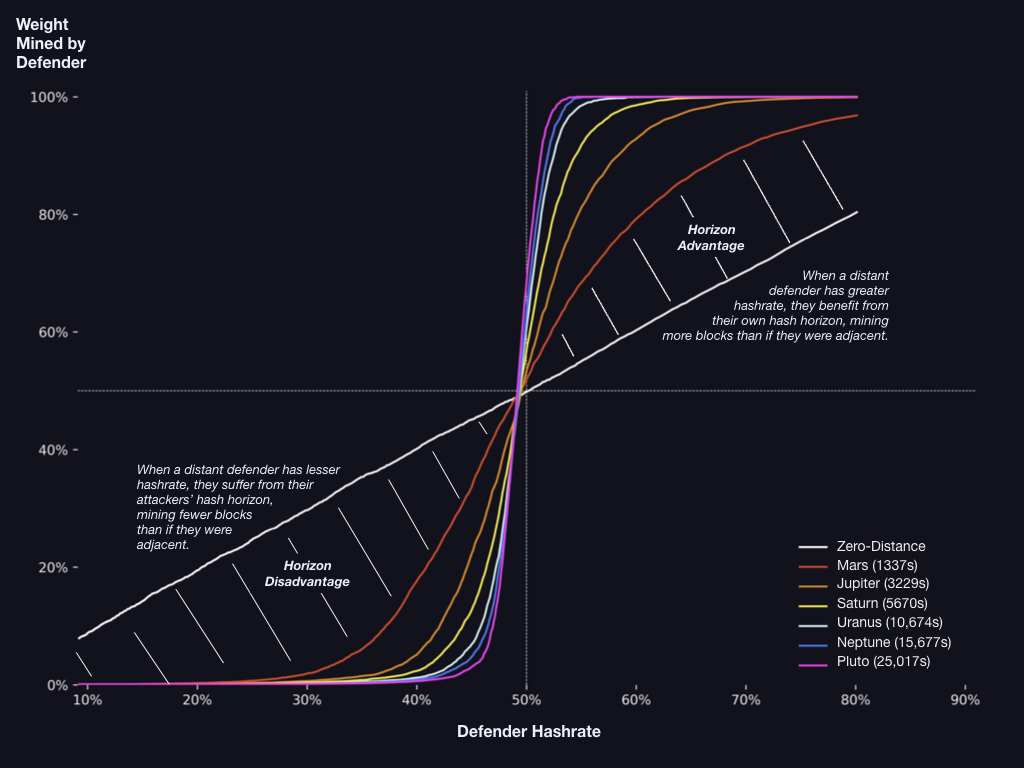 Weight
Mined by
Defender
100%
80%
60%
40%
20%
0%
Horizon
Advantage
When a distant
defender has greater
hashrate, they benefit from
their own hash horizon, mining
more blocks than if they were adjacent.
When a distant defender has lesser
hashrate, they suffer from their
attackers’ hash horizon,
mining fewer blocks
than if they were
adjacent.
Horizon
Disadvantage
Zero-Distance
Mars (1337s)
Jupiter (3229s)
Saturn (5670s)
Uranus (10,674s)
Neptune (15,677s)
Pluto (25,017s)
10% 20% 30% 40% 50% 60% 70% 80% 90%
Defender Hashrate